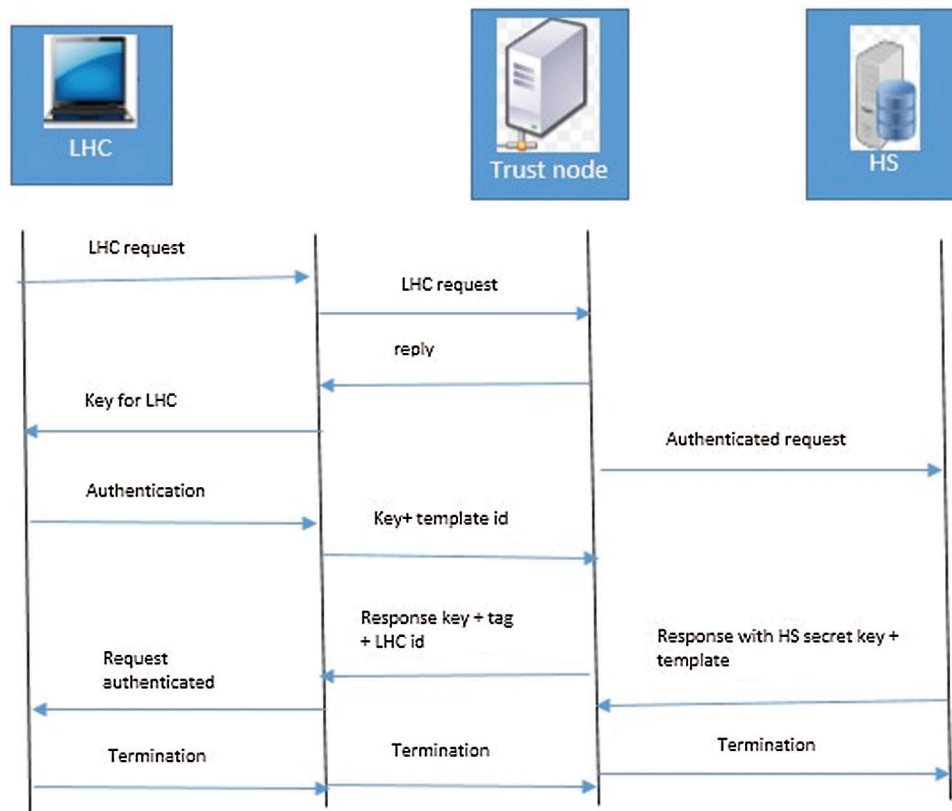 LHC
Trust node
HS
LHC request
LHC request
reply
Key for LHC
Authenticated request
Authentication
Key+ template id
Response key + tag
+ LHC id
Response with HS secret key +
template
Request
authenticated
Termination
Termination
Termination